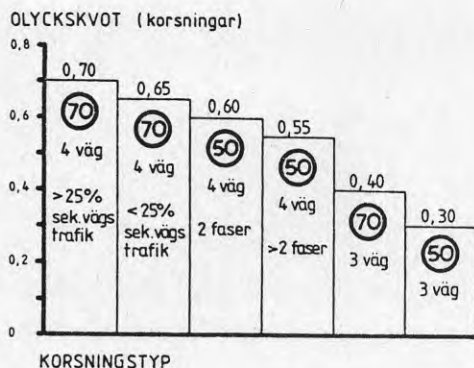 OLYCKSKVOT (korsningar)
0,8
0,6
0,4
0,2
0
0,70
70
4 väg
>25%
sek.vägs
trafik
0,65
70
4 väg
<25%
sek.vägs
trafik
0,60
50
4 väg
2 faser
0,55
50
4 väg
>2 faser
0,40
70
3 väg
0,30
50
3 väg
KORSNINGSTYP